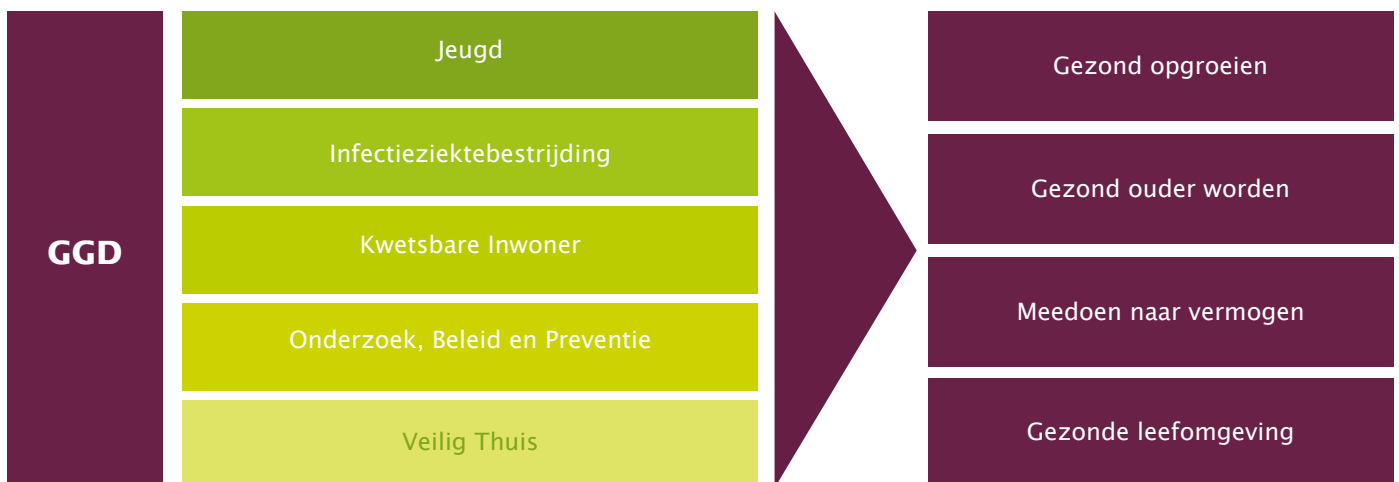 GGD
Jeugd
Infectieziektebestrijding
Kwetsbare Inwoner
Onderzoek, Beleid en Preventie
Veilig Thuis
Gezond opgroeien
Gezond ouder worden
Meedoen naar vermogen
Gezonde leefomgeving